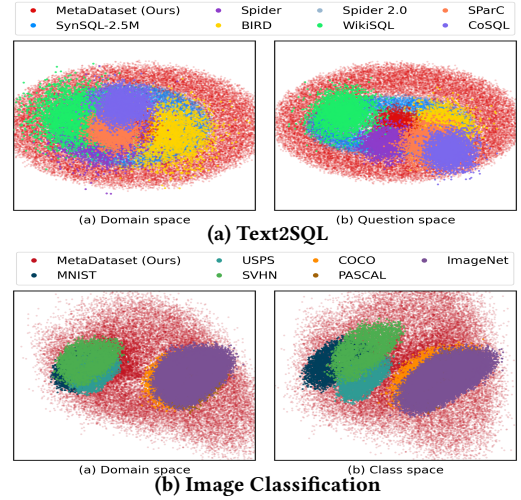 MetaDataset (Ours) Spider Spider 2.0 SParC
SynSQL-2.5M BIRD WikiSQL CoSQL
(a) Domain space (b) Question space
(a) Text2SQL
MetaDataset (Ours) USPS COCO ImageNet
MNIST SVHN PASCAL
(a) Domain space (b) Class space
(b) Image Classification